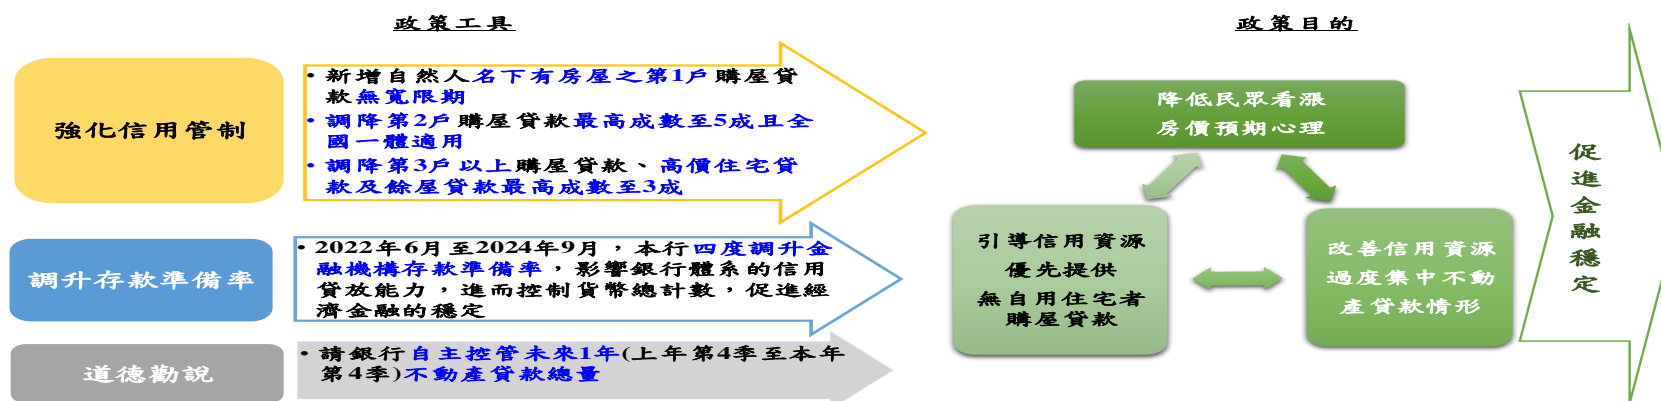 政策工具
政策目的
強化信用管制
• 新增自然人名下有房屋之第1戶購屋貸
款無寬限期
• 調降第2戶購屋貸款最高成數至5成且全
國一體適用
• 調降第3戶以上購屋貸款、高價住宅貸
款及餘屋貸款最高成數至3成
調升存款準備率
• 2022年6月至2024年9月，本行四度調升金
融機構存款準備率，影響銀行體系的信用
貸放能力，進而控制貨幣總計數，促進經
濟金融的穩定
道德勸說
• 請銀行自主控管未來1年(上年第4季至本年
第4季)不動產貸款總量
降低民眾看漲
房價預期心理
引導信用資源
優先提供
無自用住宅者
購屋貸款
改善信用資源
過度集中不動
產貸款情形
促
進
金
融
穩
定